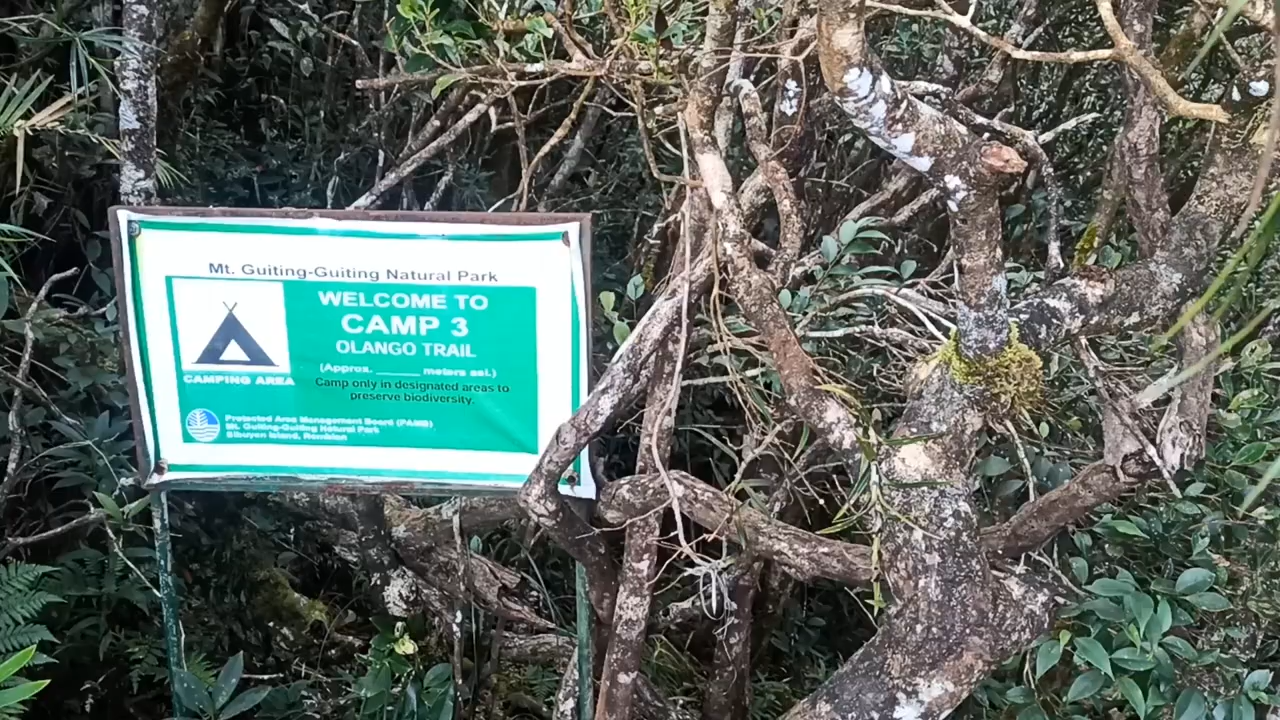 Mt. Guiting-Guiting Natural Park
WELCOME TO
CAMP 3
OLANGO TRAIL
(Approx. ______ meters asl.)
CAMPING AREA
Camp only in designated areas to
preserve biodiversity.
Protected Area Management Board (PAMB)
Mt. Guiting-Guiting Natural Park
Sibuyan Island, Romblon